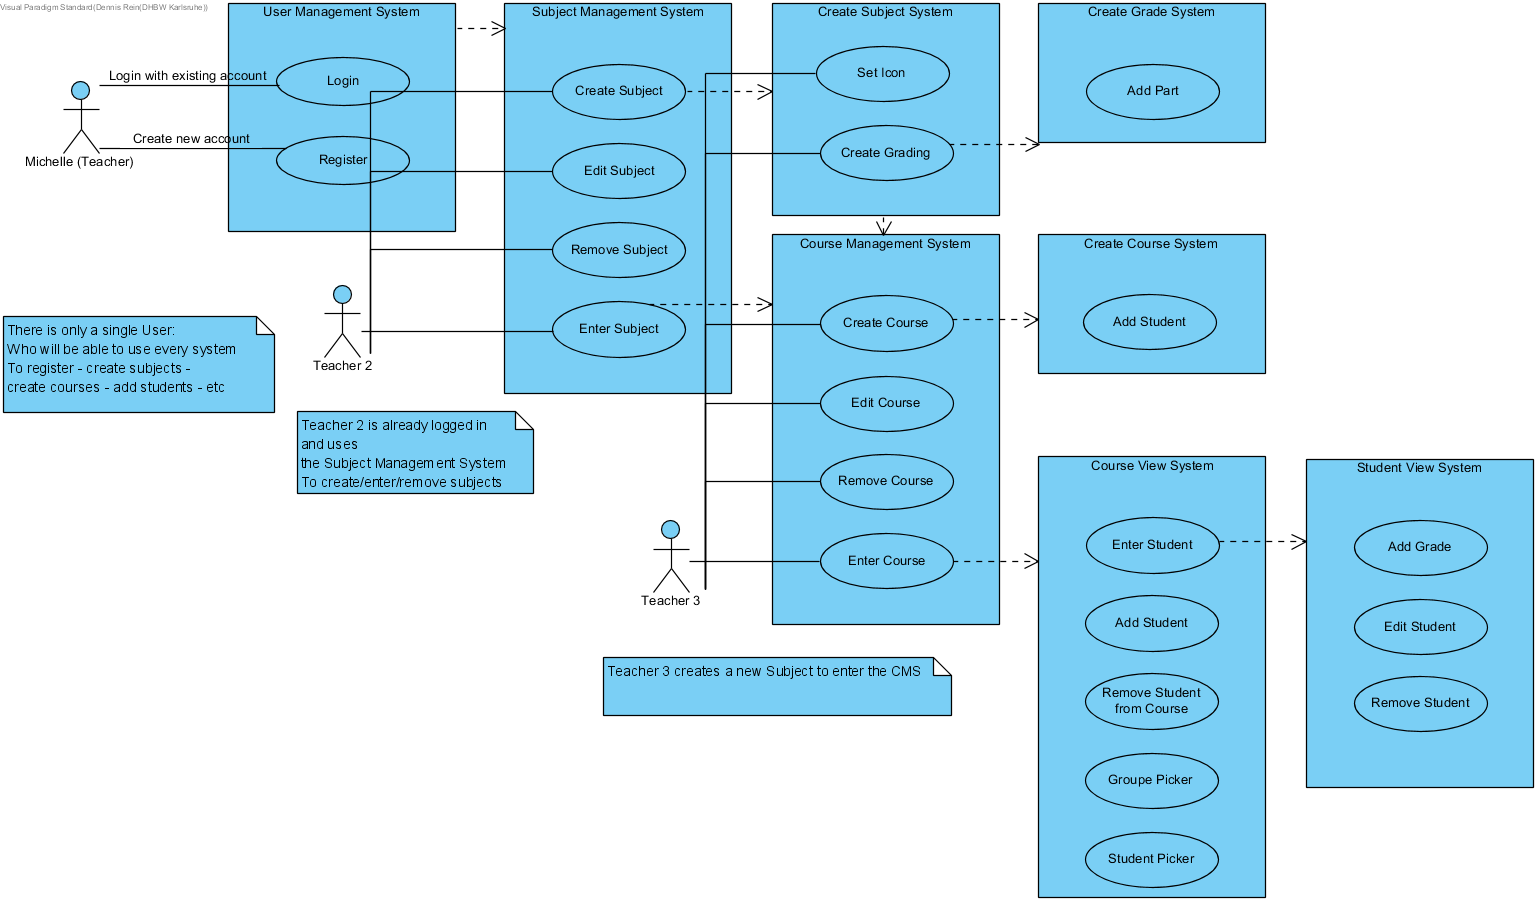 Visual Paradigm Standard(Dennis Rein(DHBW Karlsruhe))
User Management System
Login with existing account
Login
Create new account
Register
Michelle (Teacher)
Subject Management System
Create Subject
Edit Subject
Remove Subject
Enter Subject
Teacher 2
Create Subject System
Set Icon
Create Grading
Create Grade System
Add Part
Course Management System
Create Course
Edit Course
Remove Course
Enter Course
Teacher 3
Create Course System
Add Student
There is only a single User:
Who will be able to use every system
To register - create subjects -
create courses - add students - etc
Teacher 2 is already logged in
and uses
the Subject Management System
To create/enter/remove subjects
Teacher 3 creates a new Subject to enter the CMS
Course View System
Enter Student
Add Student
Remove Student
from Course
Groupe Picker
Student Picker
Student View System
Add Grade
Edit Student
Remove Student